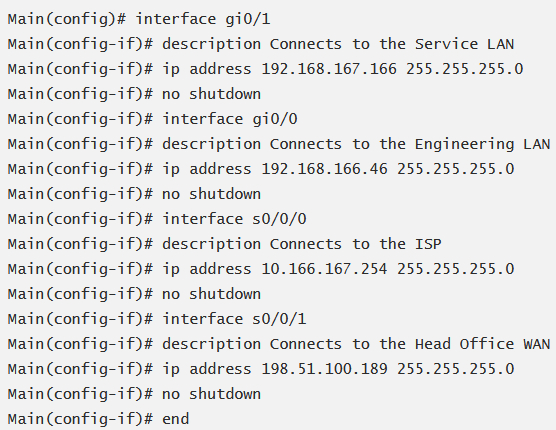 Main(config)# interface gi0/1
Main(config-if)# description Connects to the Service LAN
Main(config-if)# ip address 192.168.167.166 255.255.255.0
Main(config-if)# no shutdown
Main(config-if)# interface gi0/0
Main(config-if)# description Connects to the Engineering LAN
Main(config-if)# ip address 192.168.166.46 255.255.255.0
Main(config-if)# no shutdown
Main(config-if)# interface s0/0/0
Main(config-if)# description Connects to the ISP
Main(config-if)# ip address 10.166.167.254 255.255.255.0
Main(config-if)# no shutdown
Main(config-if)# interface s0/0/1
Main(config-if)# description Connects to the Head Office WAN
Main(config-if)# ip address 198.51.100.189 255.255.255.0
Main(config-if)# no shutdown
Main(config-if)# end